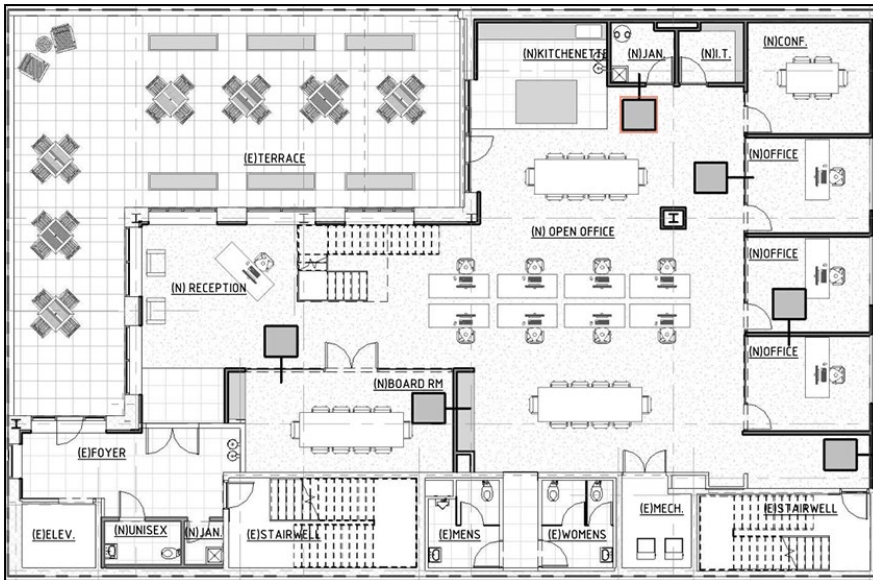 (N)KITCHENETTE
(N)JAN.
(N)I.T.
(N)CONF.
(E)TERRACE
(N)OFFICE
(N) OPEN OFFICE
(N)OFFICE
(N) RECEPTION
(N)OFFICE
(N)BOARD RM
(E)FOYER
(E)ELEV.
(N)UNISEX
(N)JAN.
(E)STAIRWELL
(E)MENS
(E)WOMENS
(E)MECH.
(E)STAIRWELL